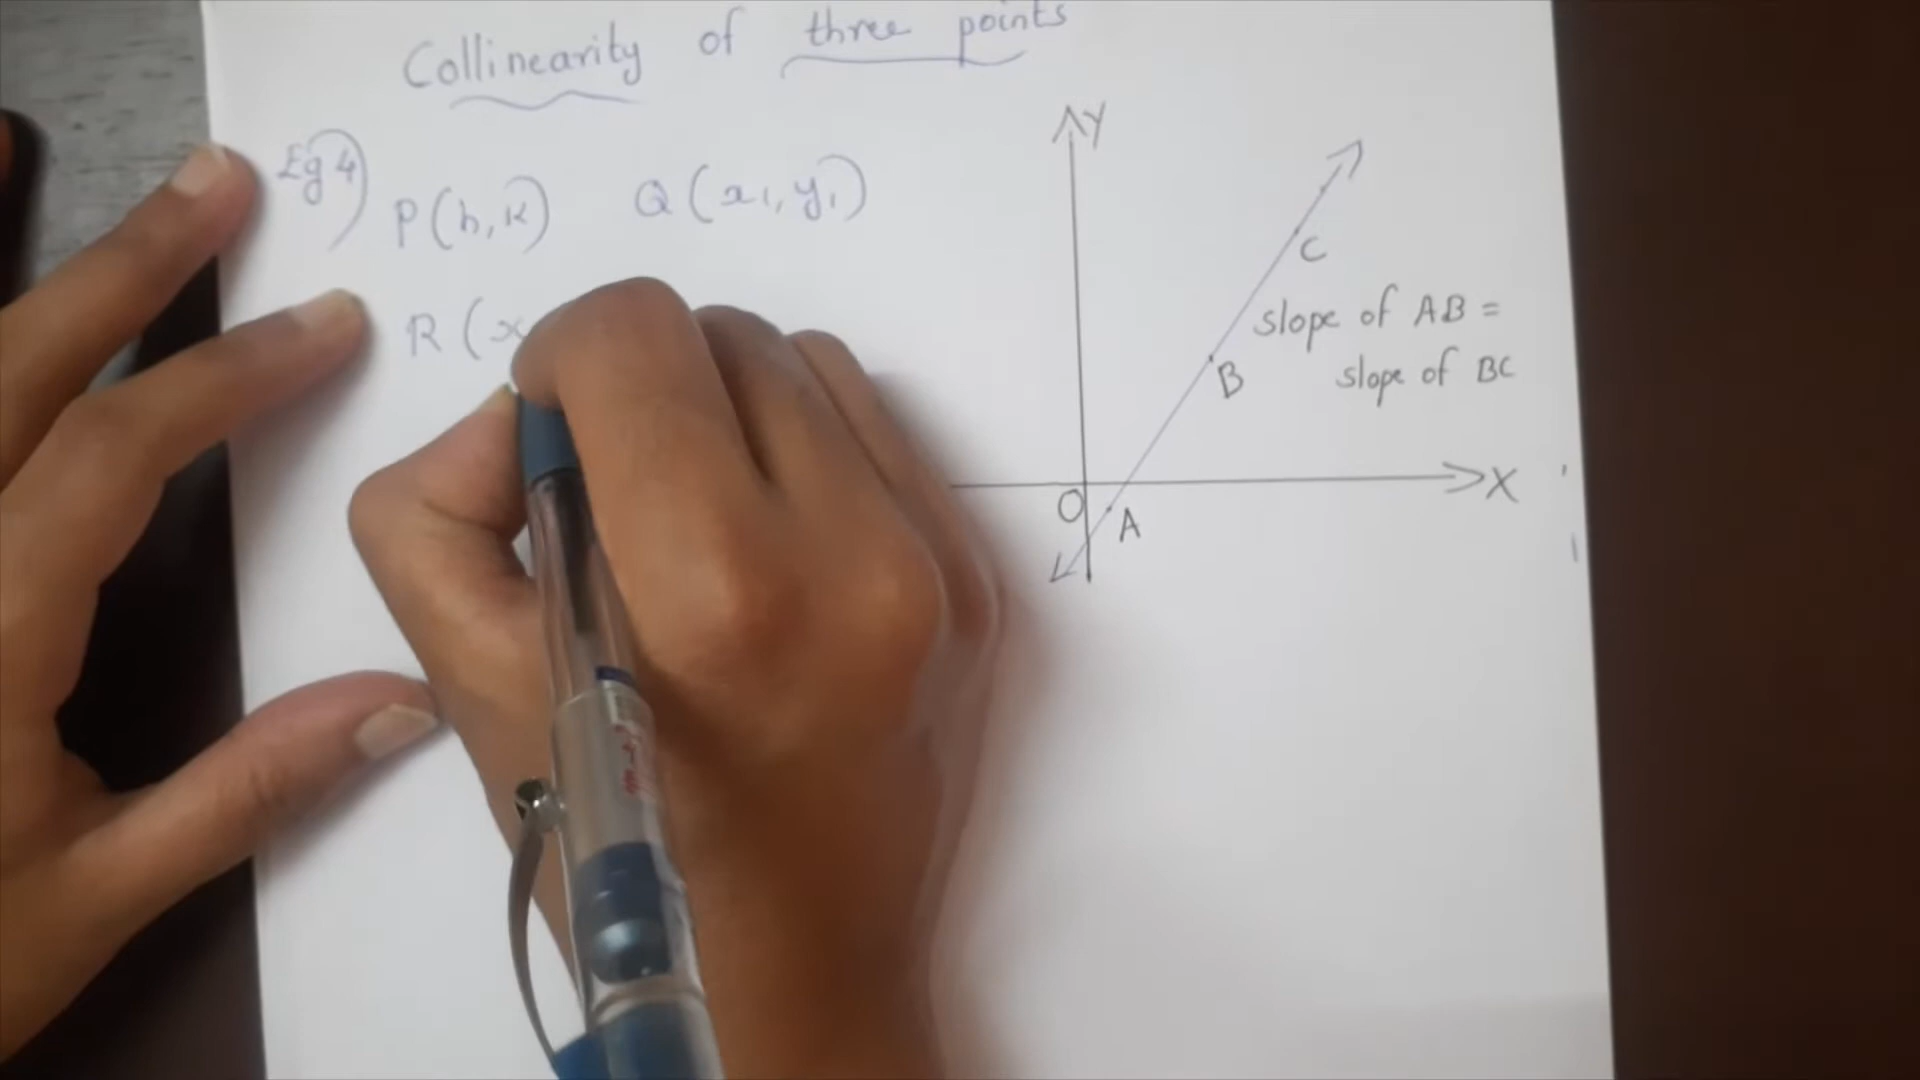 Collinearity of three points
Eg 4)
P(h, k) Q(x₁, y₁)
R(x
Y
C
slope of AB =
slope of BC
B
X
O
A